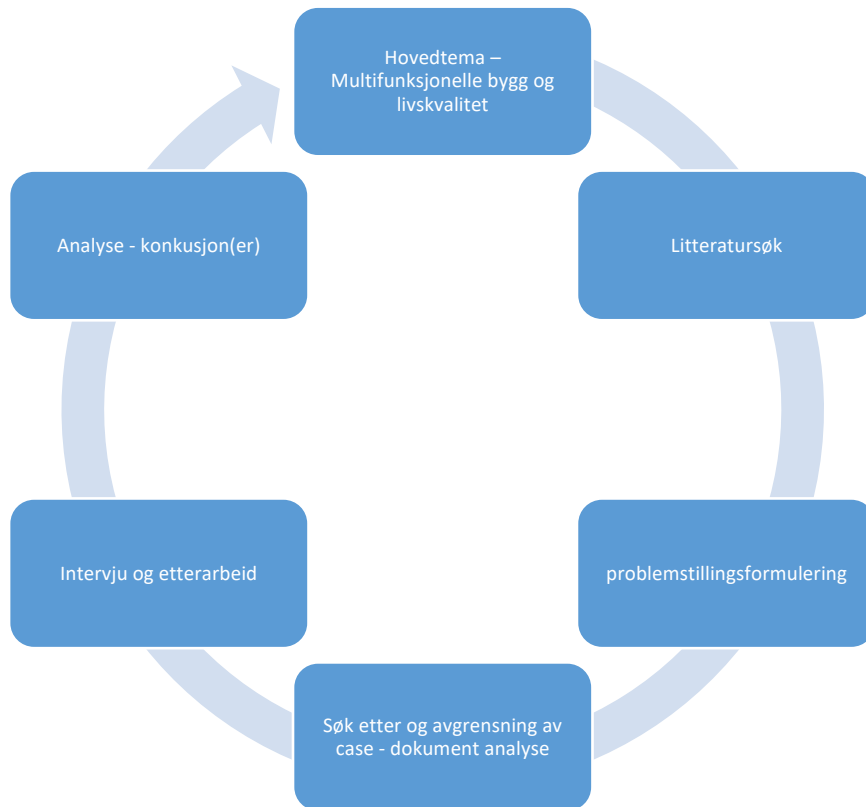 Hovedtema –
Multifunksjonelle bygg og
livskvalitet
Litteratursøk
problemstillingsformulering
Søk etter og avgrensning av
case - dokument analyse
Intervju og etterarbeid
Analyse - konkusjon(er)